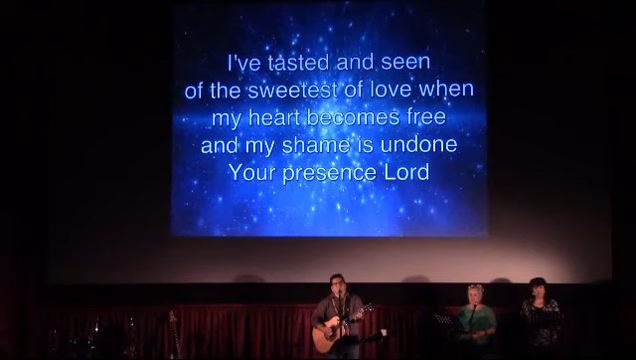 I've tasted and seen
of the sweetest of love when
my heart becomes free
and my shame is undone
Your presence Lord